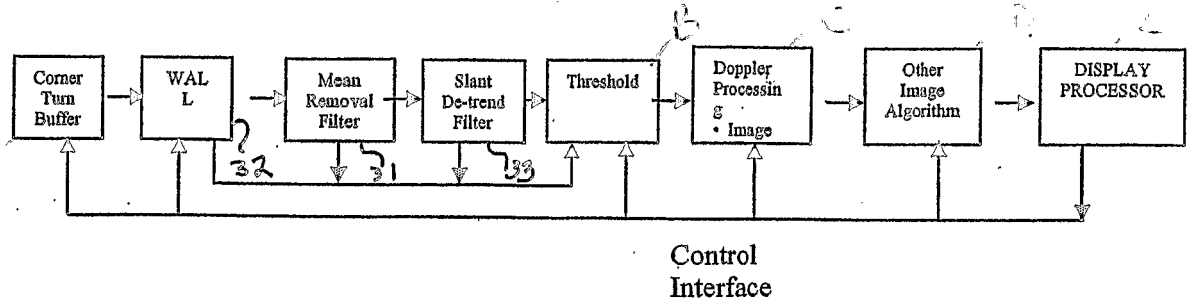 B
Corner
Turn
Buffer
WAL
L
Mean
Removal
Filter
Slant
De-trend
Filter
Threshold
Doppler
Processin
g
• Image
Other
Image
Algorithm
DISPLAY
PROCESSOR
32
31
33
Control
Interface